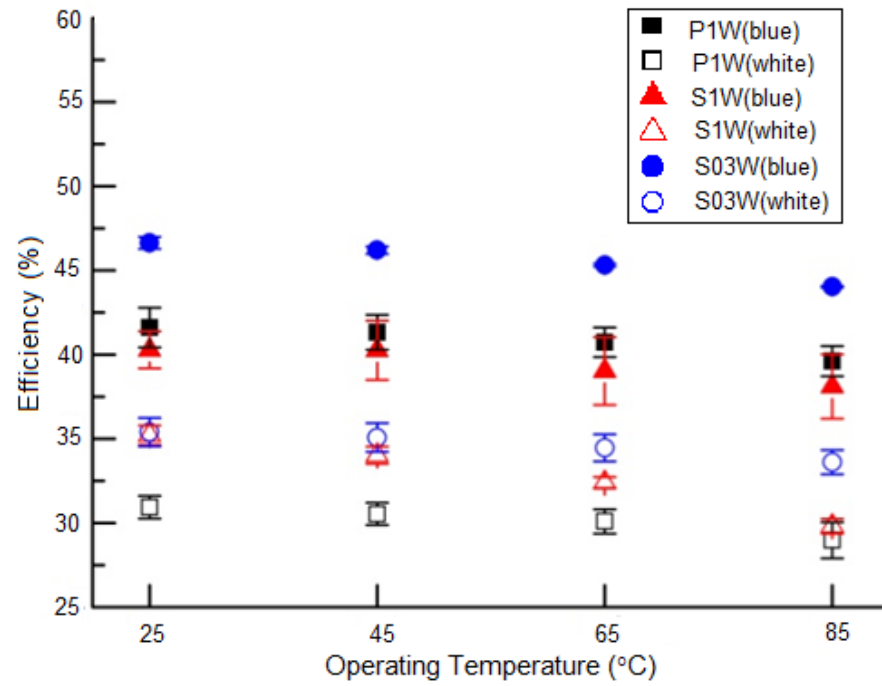 60
55
50
45
40
35
30
25
Efficiency (%)
25 45 65 85
Operating Temperature (°C)
P1W(blue)
P1W(white)
S1W(blue)
S1W(white)
S03W(blue)
S03W(white)